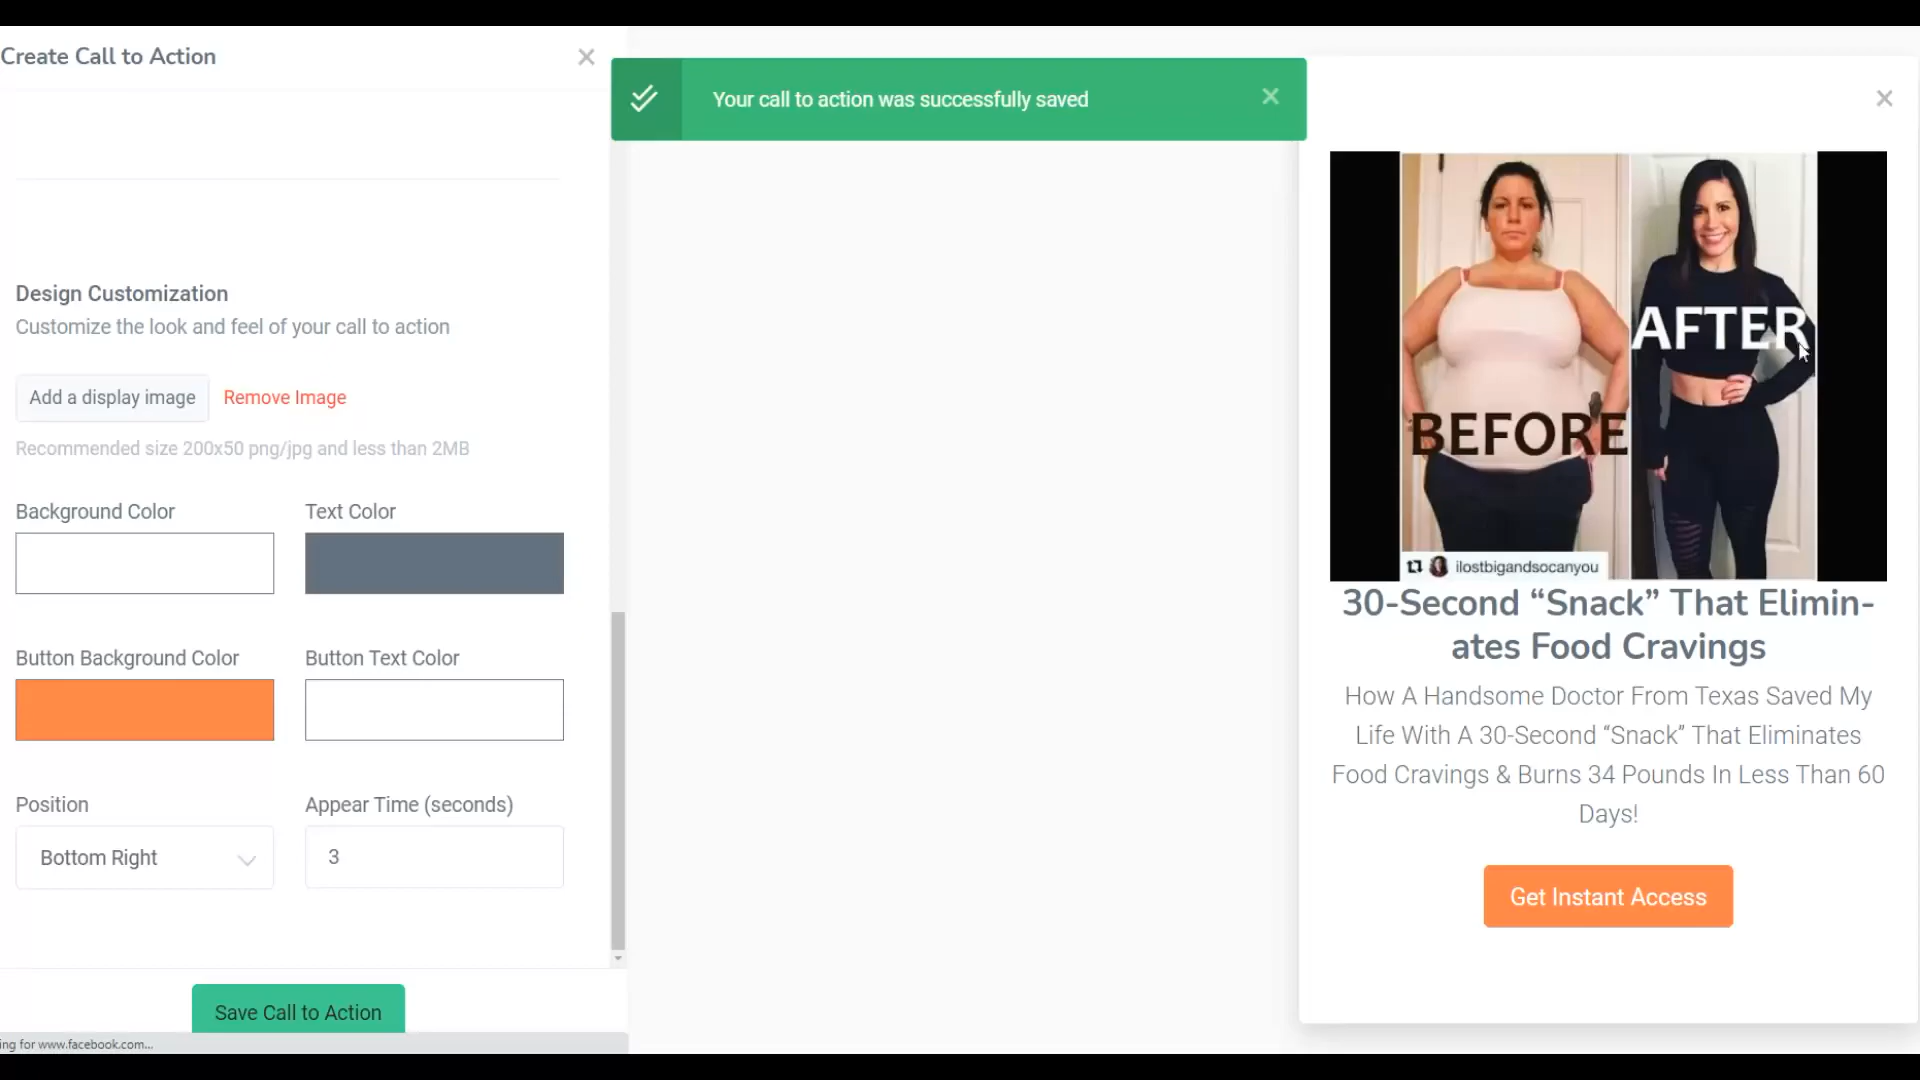 Create Call to Action
Your call to action was successfully saved
Design Customization
Customize the look and feel of your call to action
Add a display image
Remove Image
Recommended size 200x50 png/jpg and less than 2MB
Background Color
Text Color
Button Background Color
Button Text Color
Position
Appear Time (seconds)
Bottom Right
3
Save Call to Action
ing for www.facebook.com...
AFTER
BEFORE
ilostbigandsocanyou
30-Second “Snack” That Elimin-
ates Food Cravings
How A Handsome Doctor From Texas Saved My
Life With A 30-Second “Snack” That Eliminates
Food Cravings & Burns 34 Pounds In Less Than 60
Days!
Get Instant Access